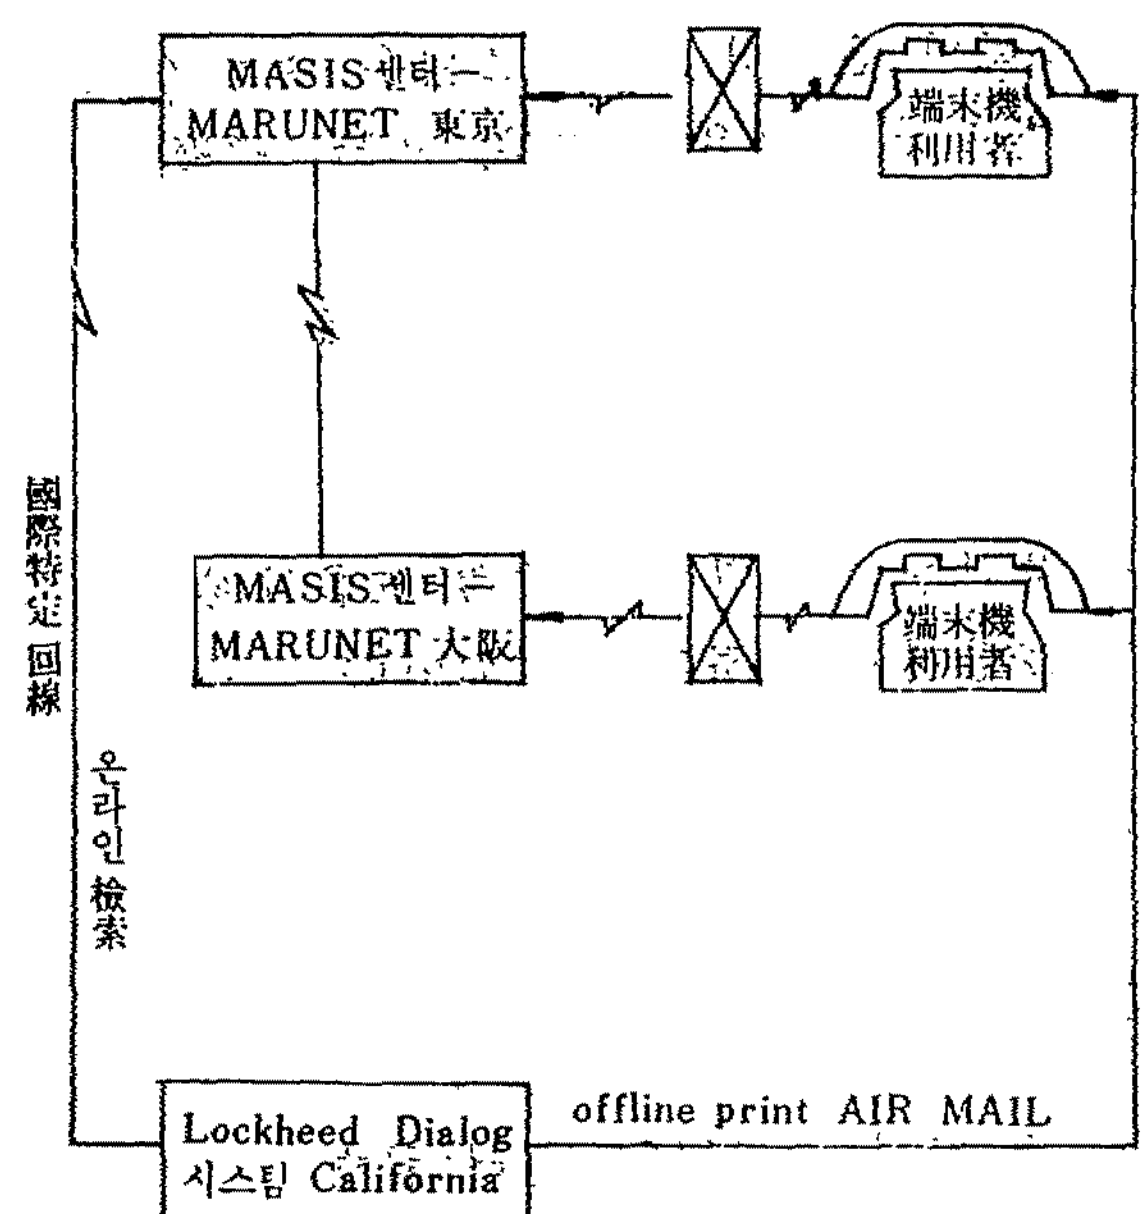 MASIS센터ー
MARUNET 東京
端末機
利用者
國際特定回線
MASIS센터ー
MARUNET 大阪
端末機
利用者
온라인 檢索
offline print AIR MAIL
Lockheed Dialog
시스팀 California